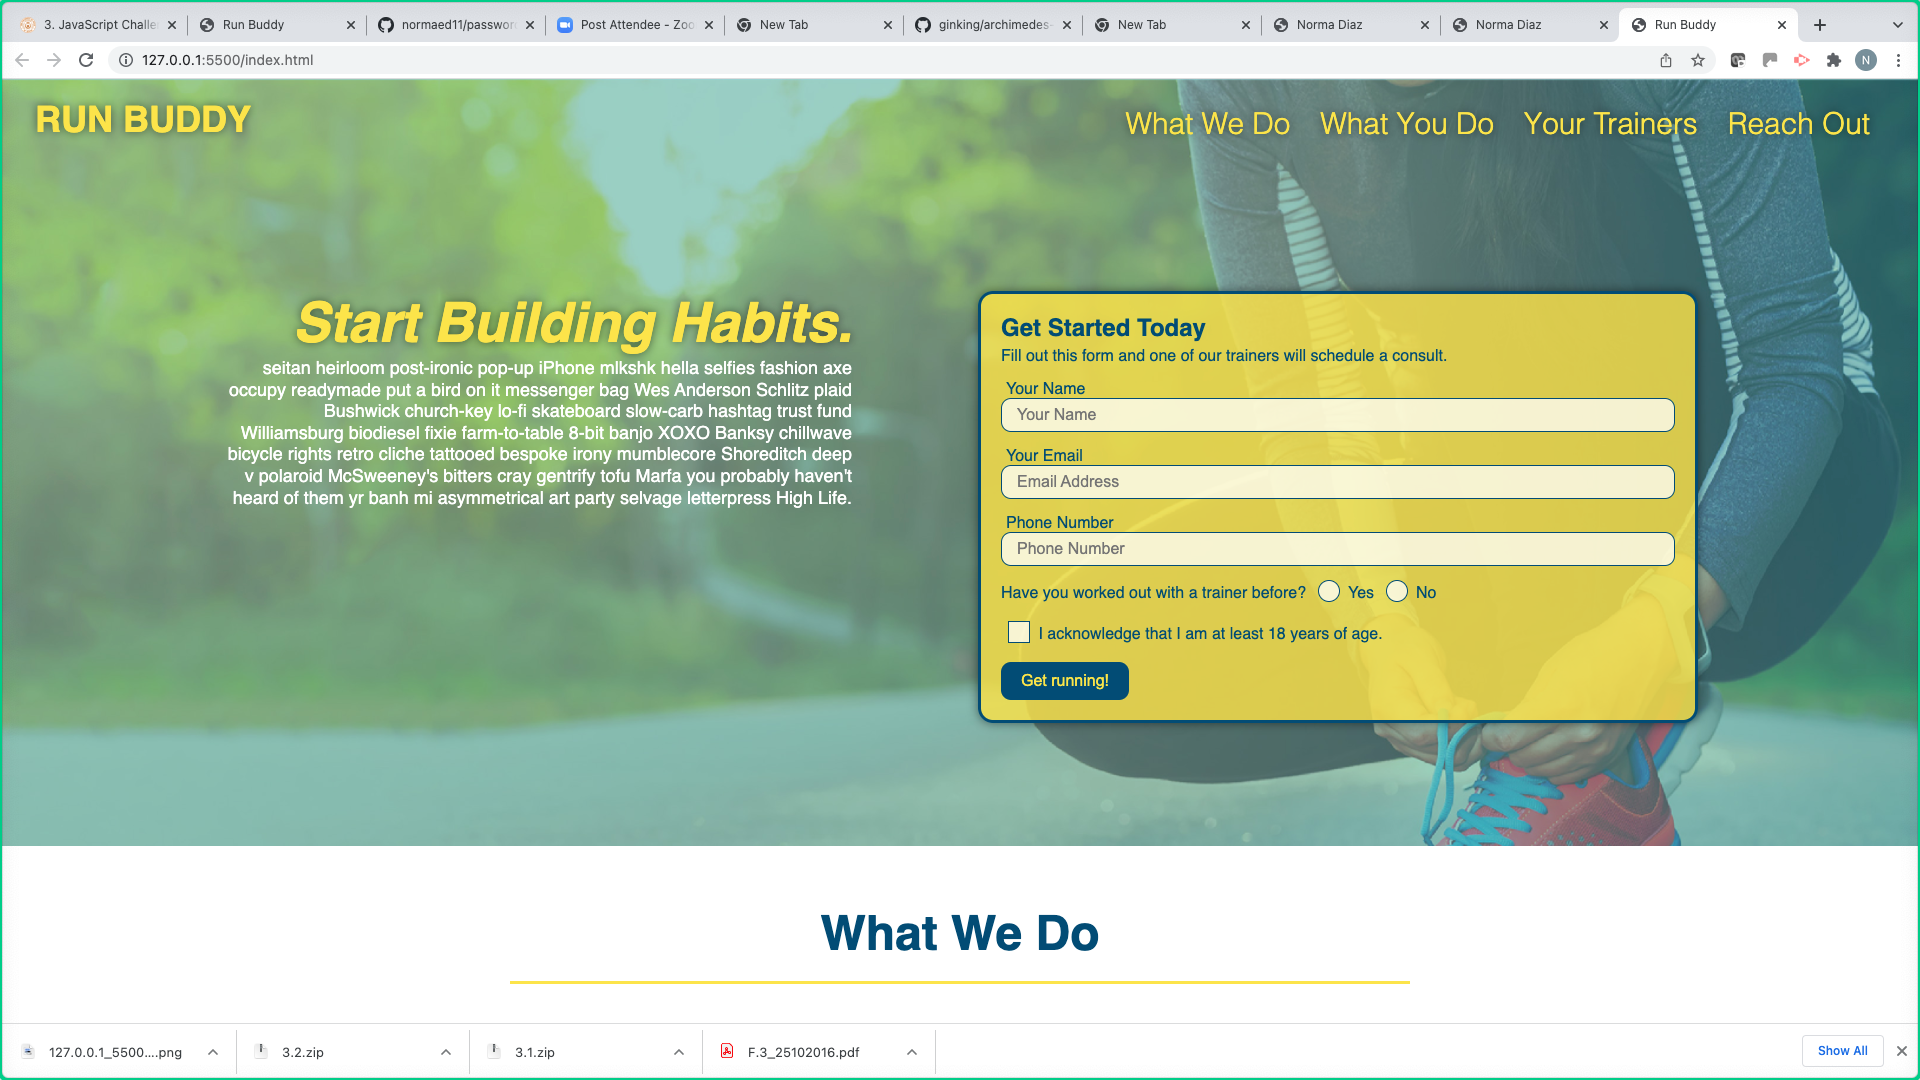 3. JavaScript Challe
Run Buddy
normaed11/passwor
Post Attendee - Zoo
New Tab
ginking/archimedes-
New Tab
Norma Diaz
Norma Diaz
Run Buddy
127.0.0.1:5500/index.html
N
RUN BUDDY
What We Do
What You Do
Your Trainers
Reach Out
Start Building Habits.
seitan heirloom post-ironic pop-up iPhone mlkshk hella selfies fashion axe
occupy readymade put a bird on it messenger bag Wes Anderson Schlitz plaid
Bushwick church-key lo-fi skateboard slow-carb hashtag trust fund
Williamsburg biodiesel fixie farm-to-table 8-bit banjo XOXO Banksy chillwave
bicycle rights retro cliche tattooed bespoke irony mumblecore Shoreditch deep
v polaroid McSweeney's bitters cray gentrify tofu Marfa you probably haven't
heard of them yr banh mi asymmetrical art party selvage letterpress High Life.
Get Started Today
Fill out this form and one of our trainers will schedule a consult.
Your Name
Your Name
Your Email
Email Address
Phone Number
Phone Number
Have you worked out with a trainer before? Yes No
I acknowledge that I am at least 18 years of age.
Get running!
What We Do
127.0.0.1_5500....png
3.2.zip
3.1.zip
F.3_25102016.pdf
Show All